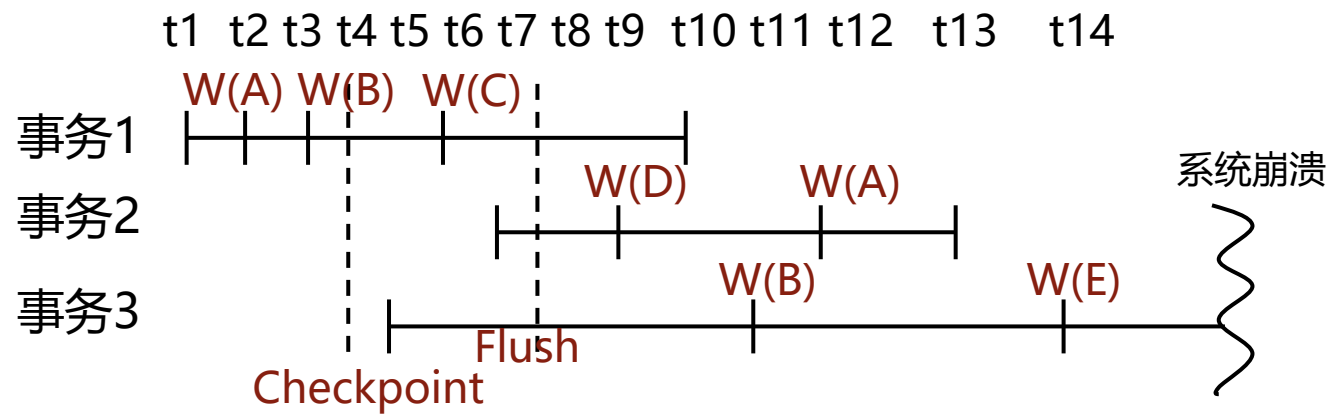 t1 t2 t3 t4 t5 t6 t7 t8 t9 t10 t11 t12 t13 t14
W(A) W(B) W(C)
事务1
系统崩溃
W(D) W(A)
事务2
W(B) W(E)
事务3
Flush
Checkpoint